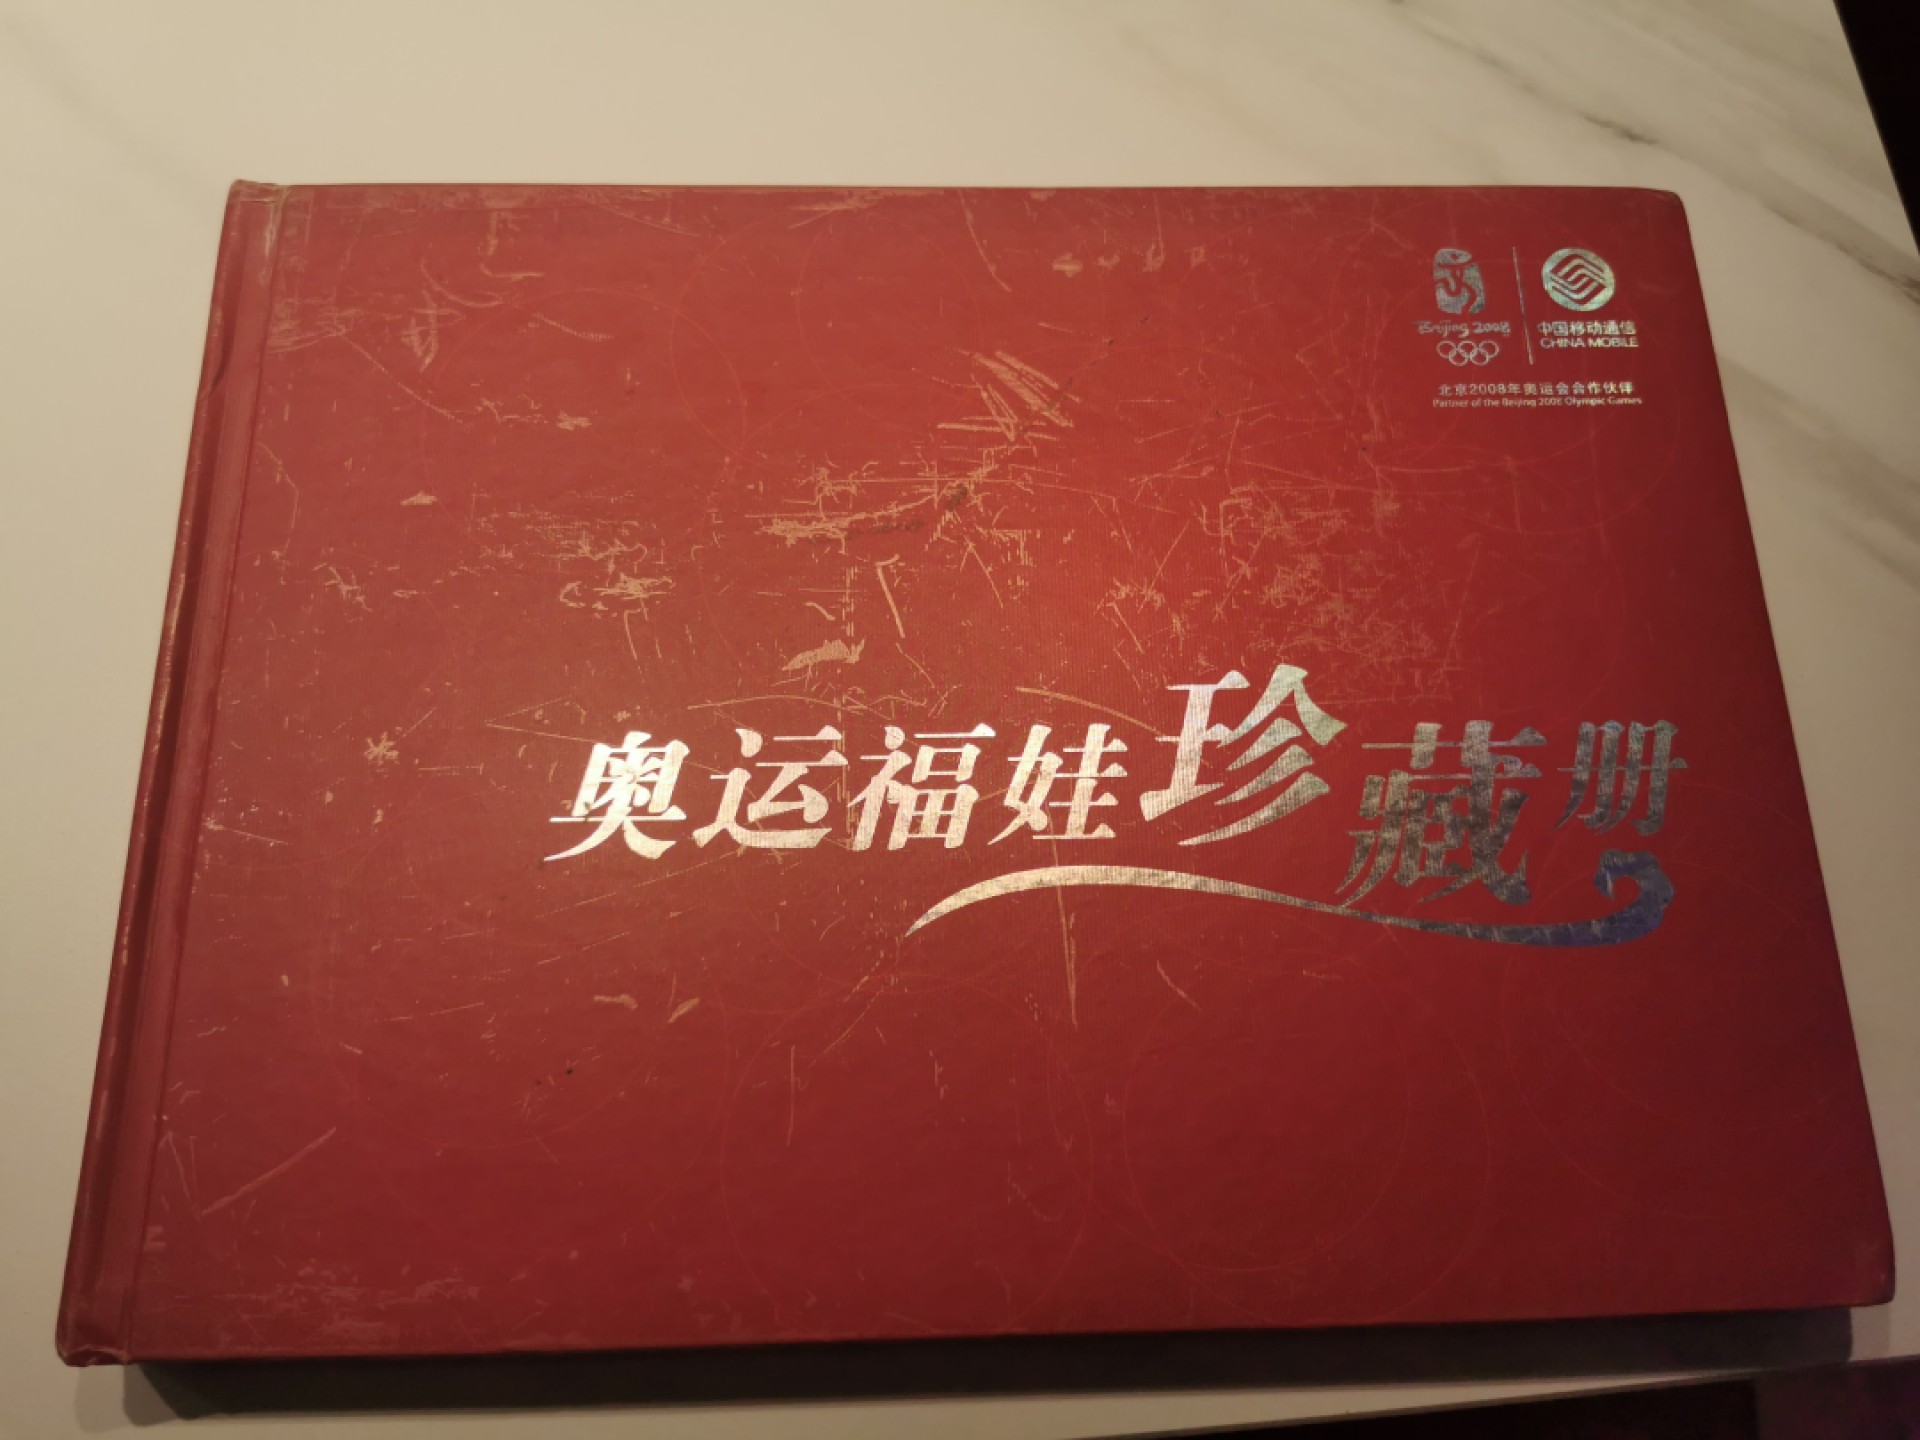 Beijing 2008
中国移动通信
CHINA MOBILE
北京2008年奥运会合作伙伴
Partner of the Beijing 2008 Olympic Games
奥运福娃珍藏册